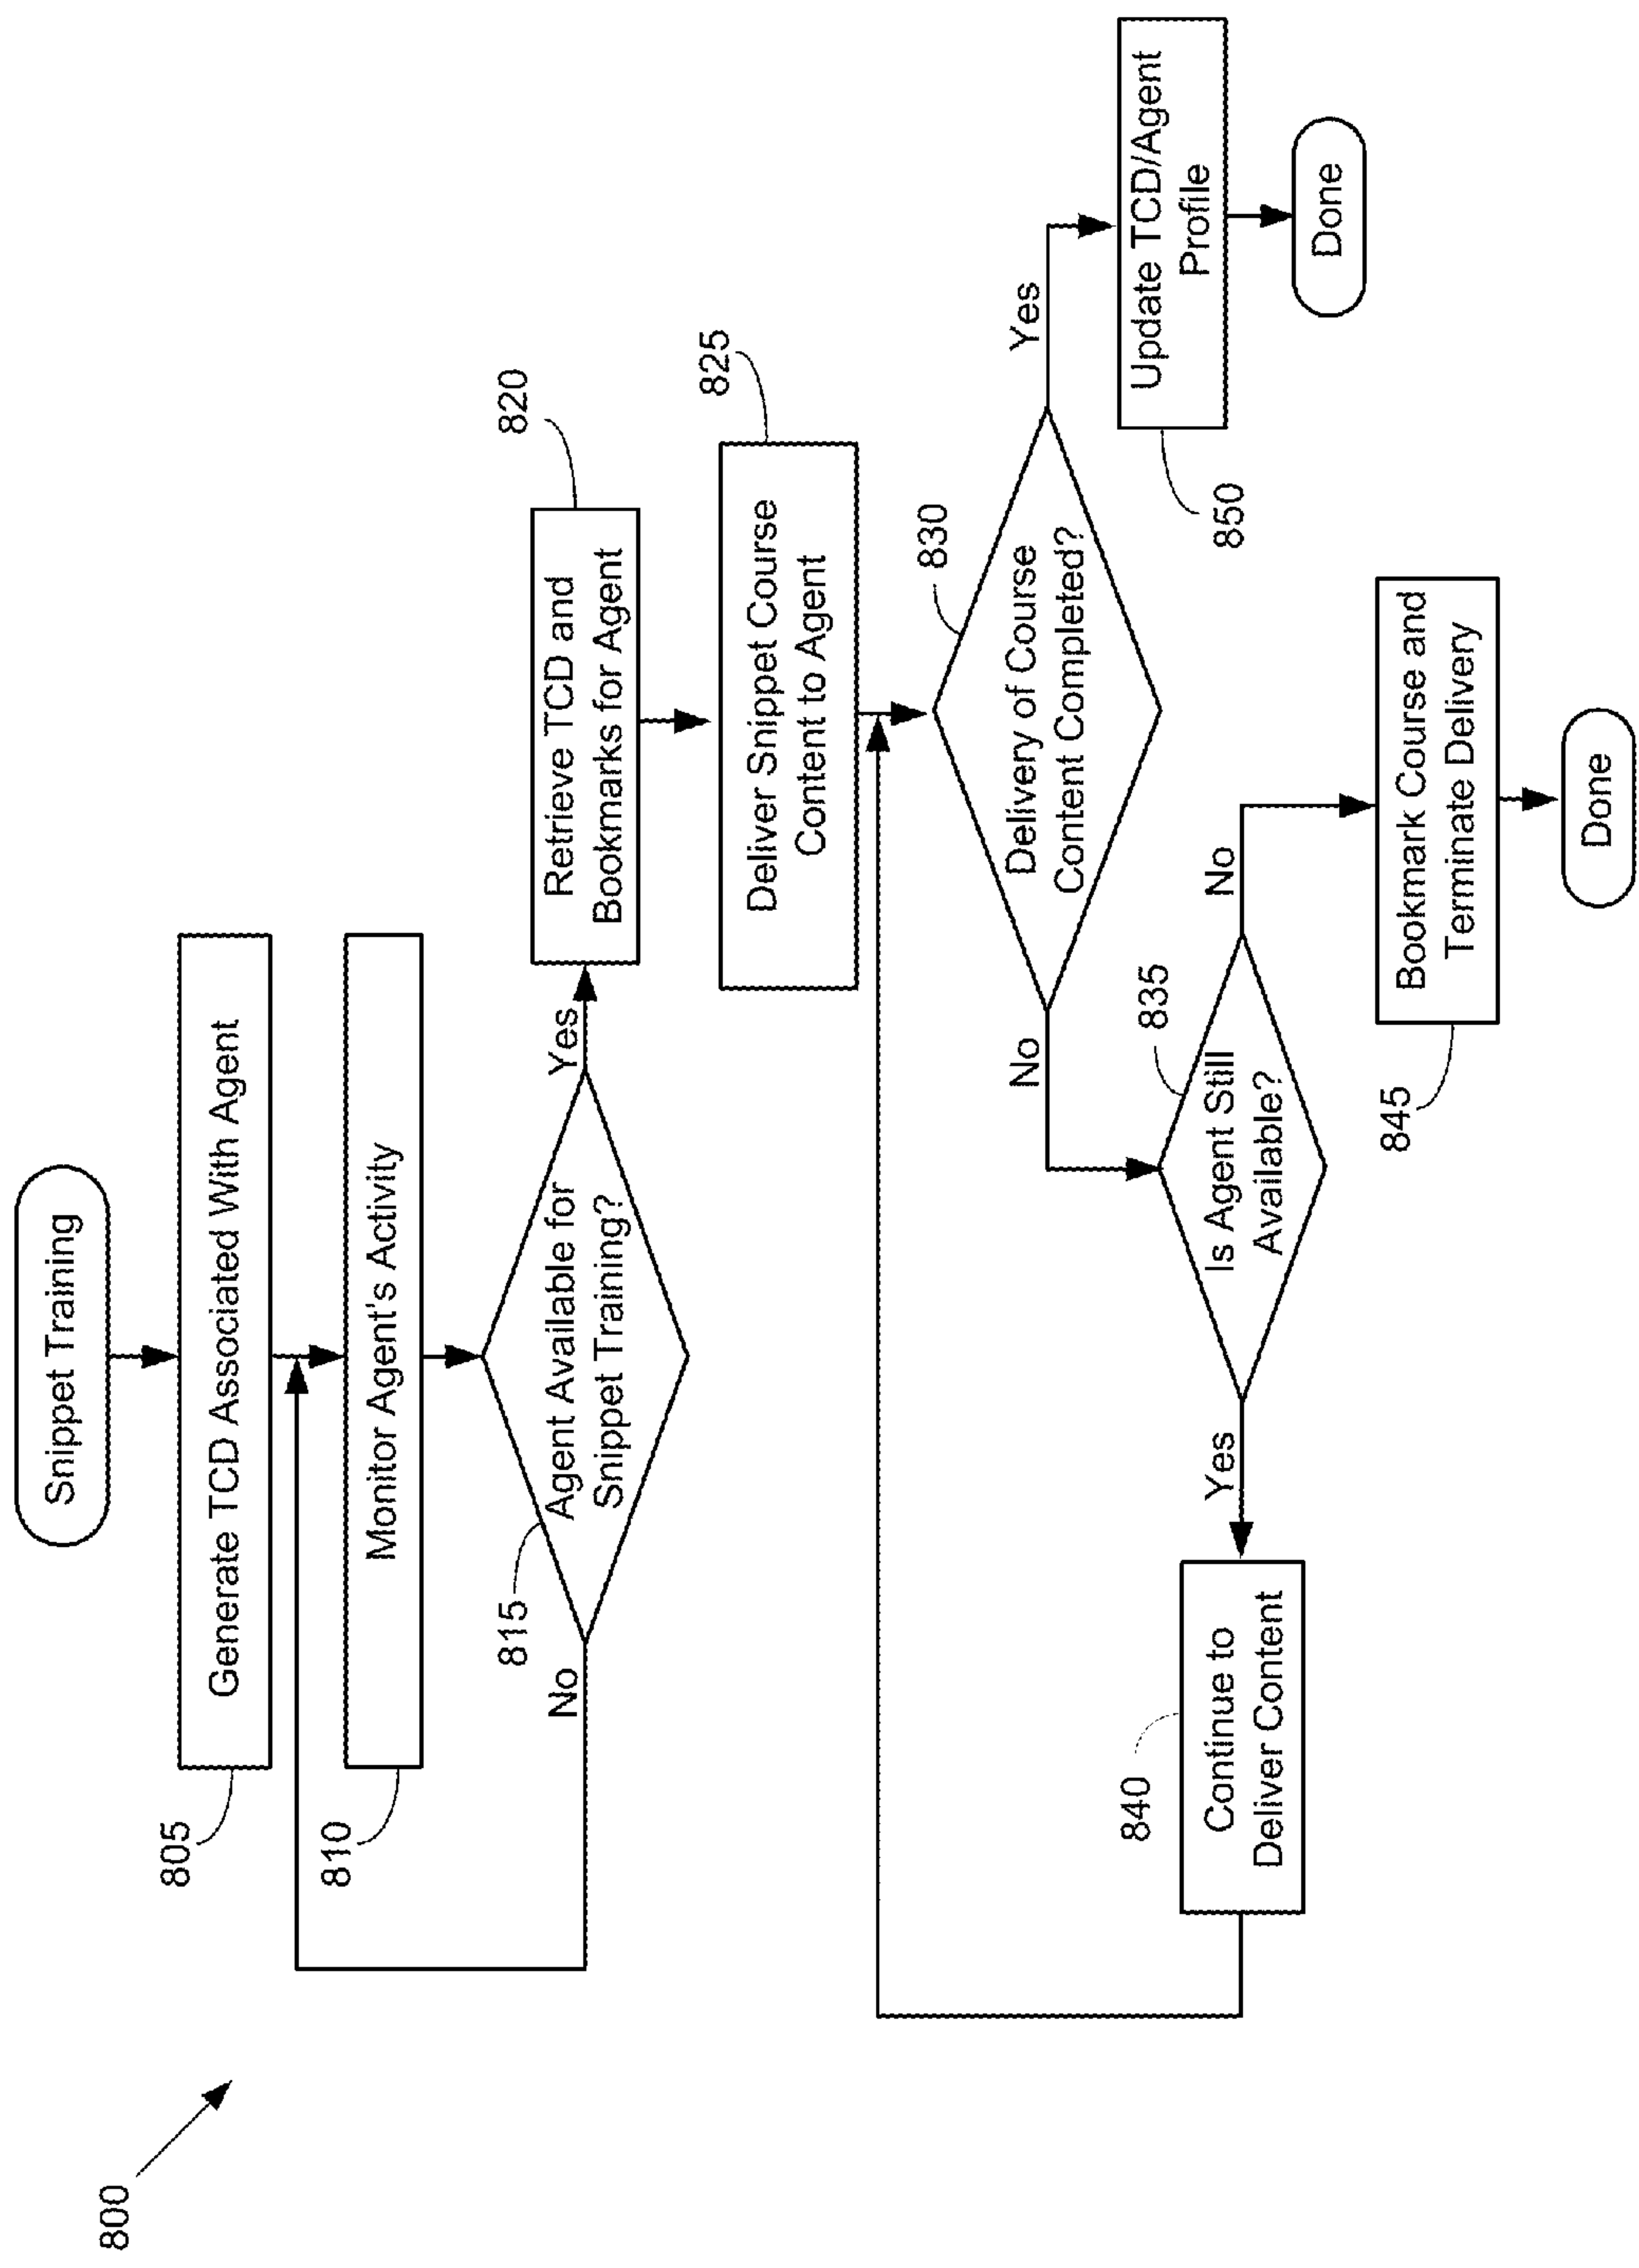 800
Snippet Training
805
Generate TCD Associated With Agent
810
Monitor Agent's Activity
815
Agent Available for
Snippet Training?
No
Yes
820
Retrieve TCD and
Bookmarks for Agent
825
Deliver Snippet Course
Content to Agent
830
Delivery of Course
Content Completed?
No
Yes
835
Is Agent Still
Available?
Yes
No
840
Continue to
Deliver Content
845
Bookmark Course and
Terminate Delivery
Done
850
Update TCD/Agent
Profile
Done